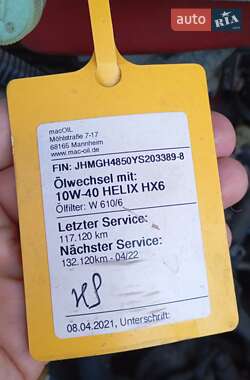 auto
RIA
macOIL
Möhlstraße 7-17
68165 Mannheim
www.mac-oil.de
FIN: JHMGH4850YS203389-8
Ölwechsel mit:
10W-40 HELIX HX6
Ölfilter: W 610/6
Letzter Service:
117.120 km
Nächster Service:
132.120km - 04/22
08.04.2021, Unterschrift: